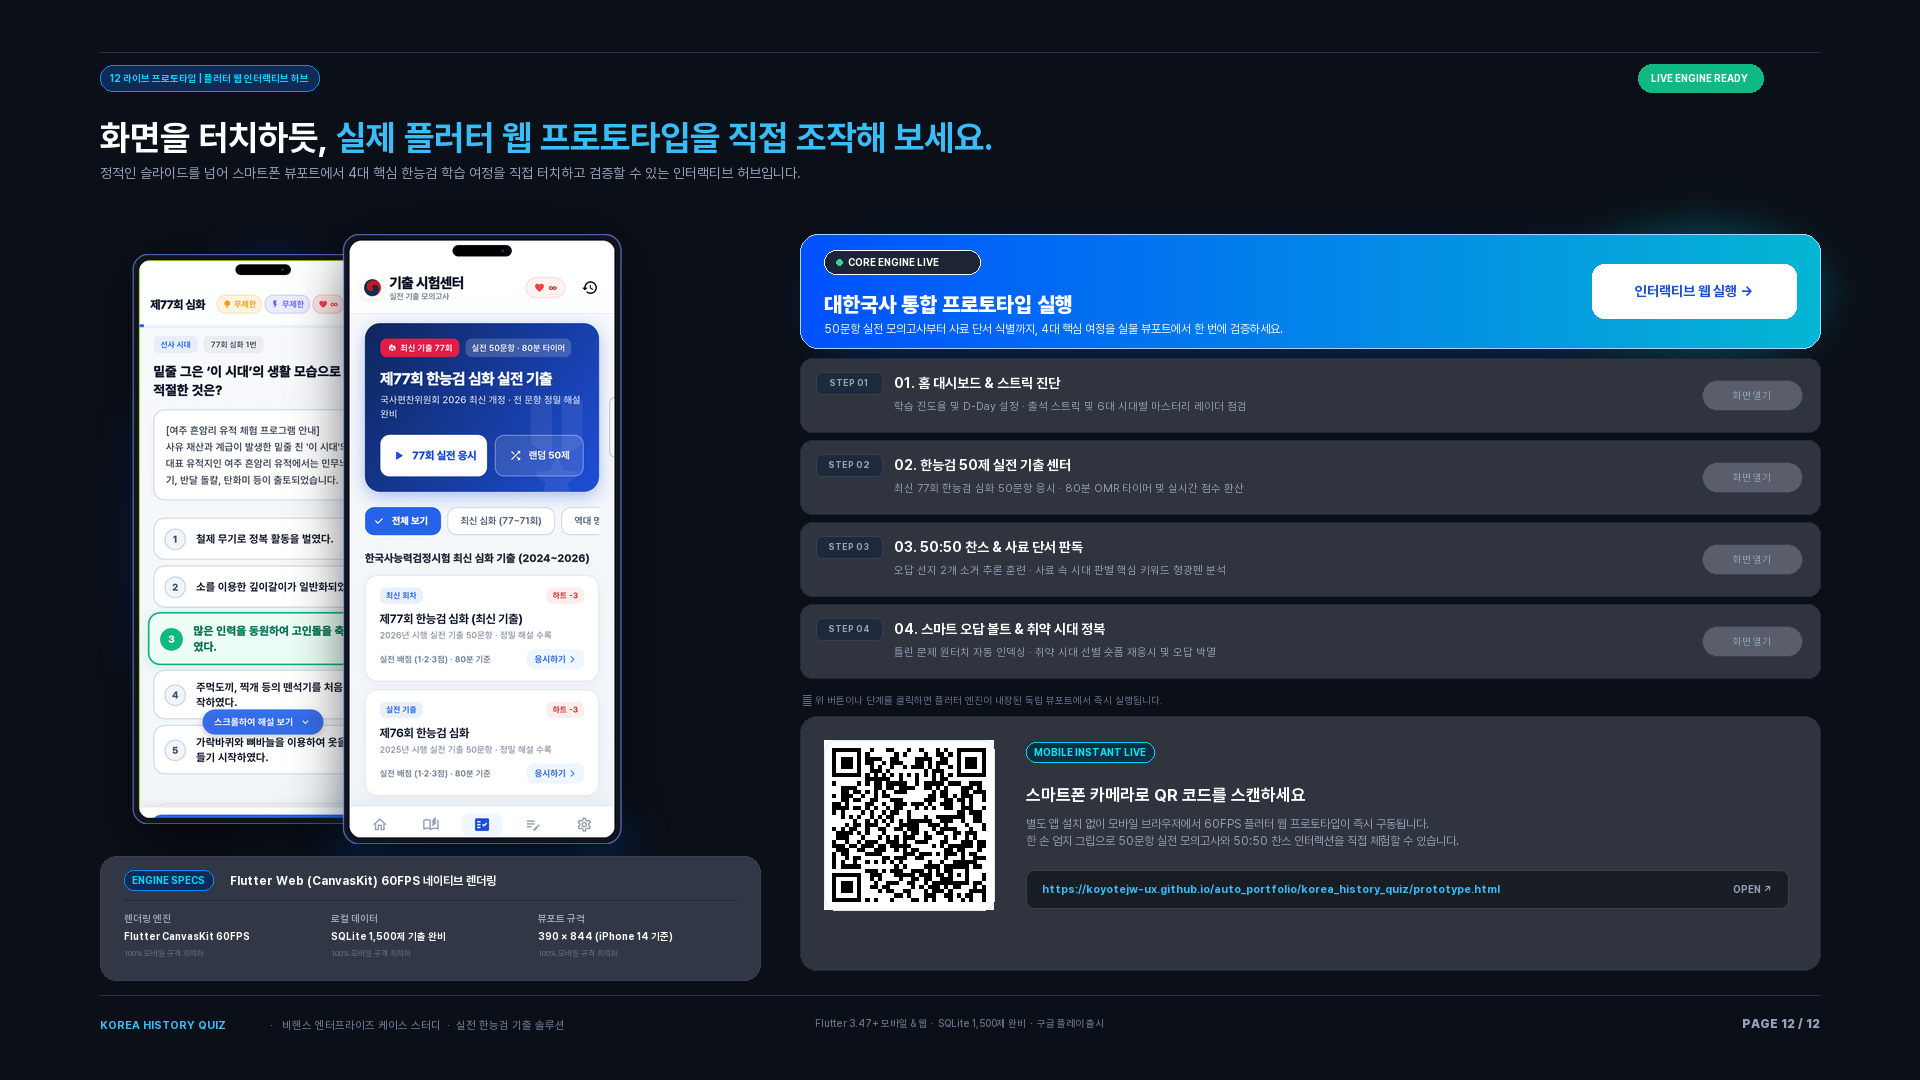 12 라이브 프로토타입 | 플러터 웹 인터랙티브 허브
LIVE ENGINE READY
화면을 터치하듯, 실제 플러터 웹 프로토타입을 직접 조작해 보세요.
정적인 슬라이드를 넘어 스마트폰 뷰포트에서 4대 핵심 한능검 학습 여정을 직접 터치하고 검증할 수 있는 인터랙티브 허브입니다.
제77회 심화
무제한
무제한
∞
선사 시대
77회 심화 1번
밑줄 그은 ‘이 시대’의 생활 모습으로
적절한 것은?
[여주 흔암리 유적 체험 프로그램 안내]
사유 재산과 계급이 발생한 밑줄 친 '이 시대'의
대표 유적지인 여주 흔암리 유적에서는 민무늬
기, 반달 돌칼, 탄화미 등이 출토되었습니다.
1 철제 무기로 정복 활동을 벌였다.
2 소를 이용한 깊이갈이가 일반화되었
3 많은 인력을 동원하여 고인돌을 축
였다.
4 주먹도끼, 찍개 등의 뗀석기를 처음
작하였다.
스크롤하여 해설 보기
5 가락바퀴와 뼈바늘을 이용하여 옷을
들기 시작하였다.
기출 시험센터
실전 기출 모의고사
∞
최신 기출 77회
실전 50문항 · 80분 타이머
제77회 한능검 심화 실전 기출
국사편찬위원회 2026 최신 개정 · 전 문항 정밀 해설
완비
77회 실전 응시
랜덤 50제
전체 보기
최신 심화 (77~71회)
역대 명
한국사능력검정시험 최신 심화 기출 (2024~2026)
최신 회차
하트 -3
제77회 한능검 심화 (최신 기출)
2026년 시행 실전 기출 50문항 · 정밀 해설 수록
실전 배점 (1·2·3점) · 80분 기준
응시하기
실전 기출
하트 -3
제76회 한능검 심화
2025년 시행 실전 기출 50문항 · 정밀 해설 수록
실전 배점 (1·2·3점) · 80분 기준
응시하기
ENGINE SPECS
Flutter Web (CanvasKit) 60FPS 네이티브 렌더링
렌더링 엔진
Flutter CanvasKit 60FPS
100% 모바일 규격 최적화
로컬 데이터
SQLite 1,500제 기출 완비
100% 모바일 규격 최적화
뷰포트 규격
390 × 844 (iPhone 14 기준)
100% 모바일 규격 최적화
CORE ENGINE LIVE
대한국사 통합 프로토타입 실행
50문항 실전 모의고사부터 사료 단서 식별까지, 4대 핵심 여정을 실물 뷰포트에서 한 번에 검증하세요.
인터랙티브 웹 실행 →
STEP 01
01. 홈 대시보드 & 스트릭 진단
학습 진도율 및 D-Day 설정 · 출석 스트릭 및 6대 시대별 마스터리 레이더 점검
화면 열기
STEP 02
02. 한능검 50제 실전 기출 센터
최신 77회 한능검 심화 50문항 응시 · 80분 OMR 타이머 및 실시간 점수 환산
화면 열기
STEP 03
03. 50:50 찬스 & 사료 단서 판독
오답 선지 2개 소거 추론 훈련 · 사료 속 시대 판별 핵심 키워드 형광펜 분석
화면 열기
STEP 04
04. 스마트 오답 볼트 & 취약 시대 정복
틀린 문제 원터치 자동 인덱싱 · 취약 시대 선별 숏폼 재응시 및 오답 박멸
화면 열기
위 버튼이나 단계를 클릭하면 플러터 엔진이 내장된 독립 뷰포트에서 즉시 실행됩니다.
MOBILE INSTANT LIVE
스마트폰 카메라로 QR 코드를 스캔하세요
별도 앱 설치 없이 모바일 브라우저에서 60FPS 플러터 웹 프로토타입이 즉시 구동됩니다.
한 손 엄지 그립으로 50문항 실전 모의고사와 50:50 찬스 인터랙션을 직접 체험할 수 있습니다.
https://koyotejw-ux.github.io/auto_portfolio/korea_history_quiz/prototype.html
OPEN ↗
KOREA HISTORY QUIZ · 비핸스 엔터프라이즈 케이스 스터디 · 실전 한능검 기출 솔루션
Flutter 3.47+ 모바일 & 웹 · SQLite 1,500제 완비 · 구글 플레이 출시
PAGE 12 / 12